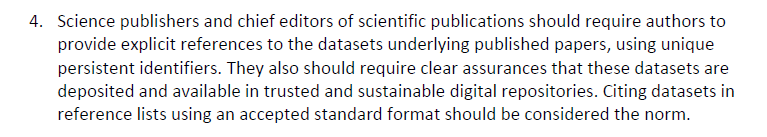 4. Science publishers and chief editors of scientific publications should require authors to
provide explicit references to the datasets underlying published papers, using unique
persistent identifiers. They also should require clear assurances that these datasets are
deposited and available in trusted and sustainable digital repositories. Citing datasets in
reference lists using an accepted standard format should be considered the norm.